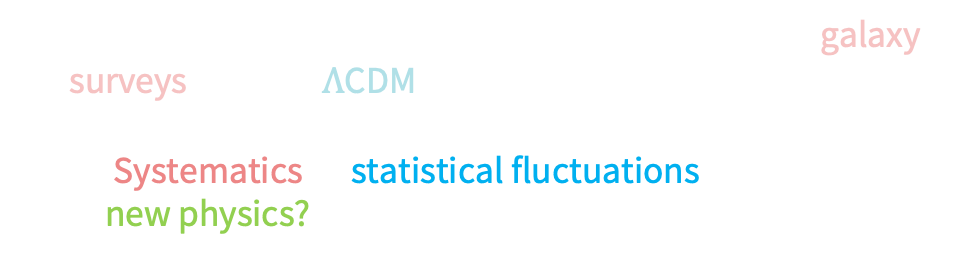 galaxy
surveys ΛCDM
Systematics statistical fluctuations
new physics?